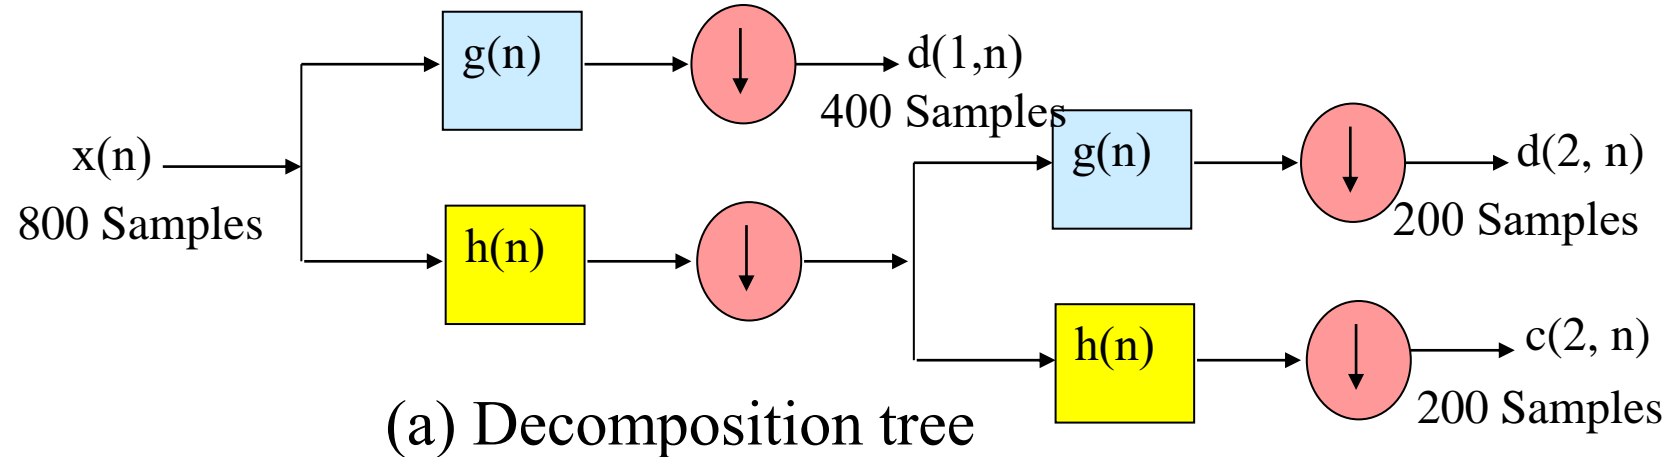 g(n)
d(1,n)
400 Samples
x(n)
800 Samples
h(n)
g(n)
d(2, n)
200 Samples
h(n)
c(2, n)
200 Samples
(a) Decomposition tree